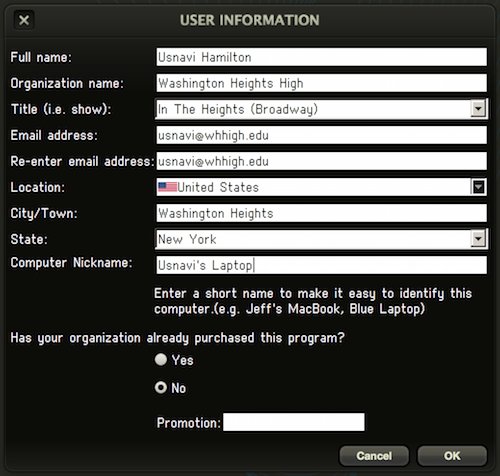 USER INFORMATION
Full name: Usnavi Hamilton
Organization name: Washington Heights High
Title (i.e. show): In The Heights (Broadway)
Email address: usnavi@whhigh.edu
Re-enter email address: usnavi@whhigh.edu
Location: United States
City/Town: Washington Heights
State: New York
Computer Nickname: Usnavi's Laptop
Enter a short name to make it easy to identify this
computer.(e.g. Jeff's MacBook, Blue Laptop)
Has your organization already purchased this program?
Yes
No
Promotion:
Cancel OK